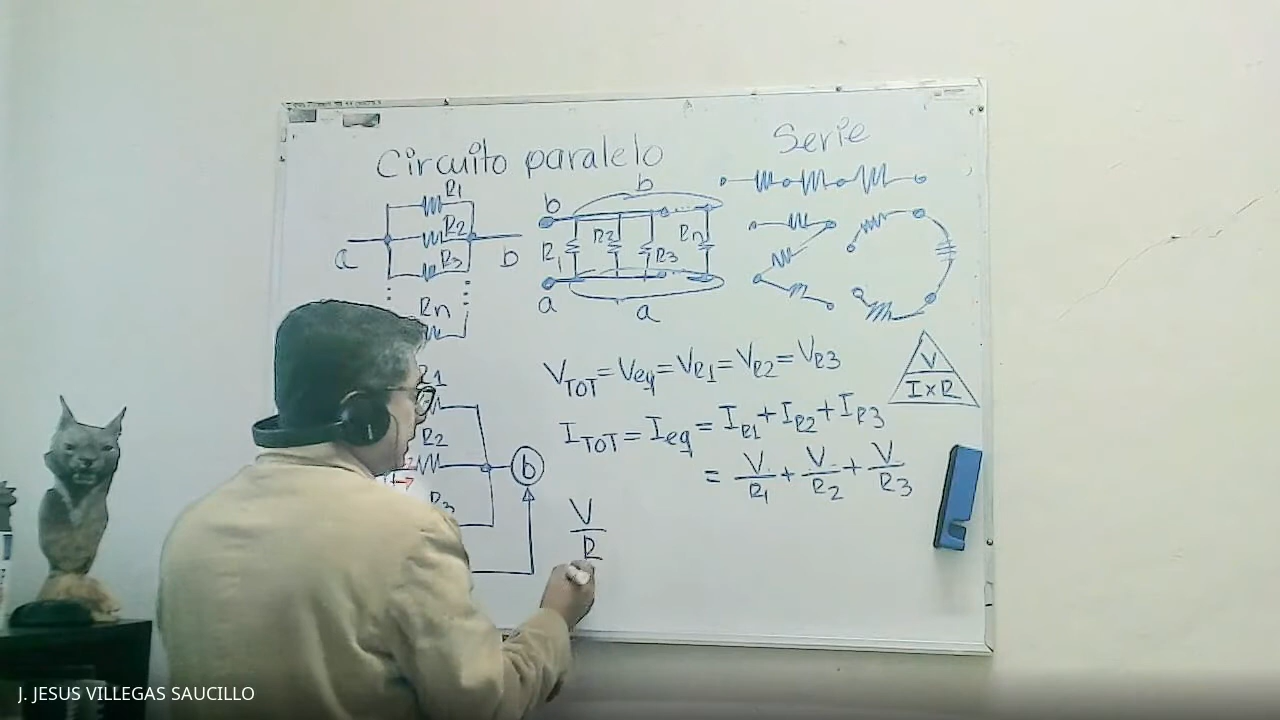 Circuito paralelo
Serie
R1
R2
R3
Rn
a
b
b
b
R1
R2
R3
Rn
a
a
VTOT = Veq = VR1 = VR2 = VR3
ITOT = Ieq = IR1 + IR2 + IR3
= V/R1 + V/R2 + V/R3
V
I x R
R1
R2
R3
b
V
R
J. JESUS VILLEGAS SAUCILLO